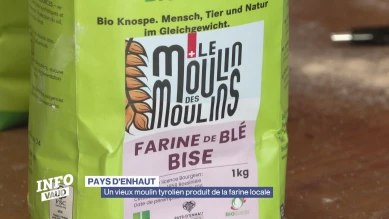 Bio Knospe. Mensch, Tier und Natur
im Gleichgewicht.
LE
MOULIN
DES
MOULINS
FARINE DE BLÉ
BISE
1kg
INFO
VAUD
PAYS D'ENHAUT
Un vieux moulin tyrolien produit de la farine locale